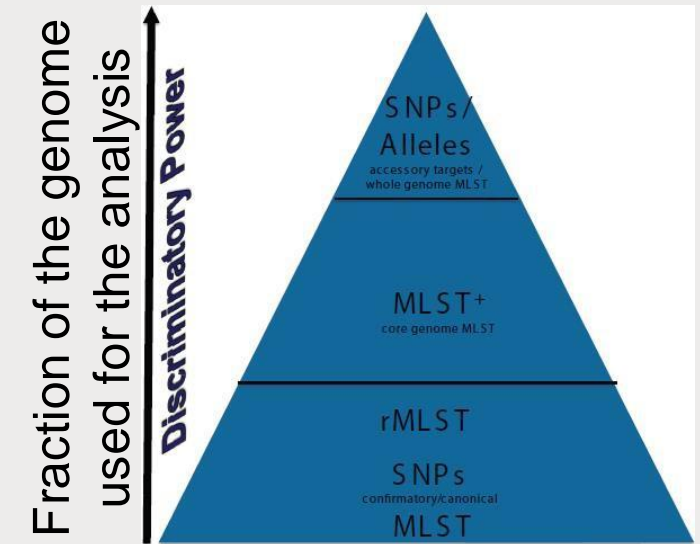 Fraction of the genome
used for the analysis
Discriminatory Power
SNPs/
Alleles
accessory targets /
whole genome MLST
MLST⁺
core genome MLST
rMLST
SNPs
confirmatory/canonical
MLST